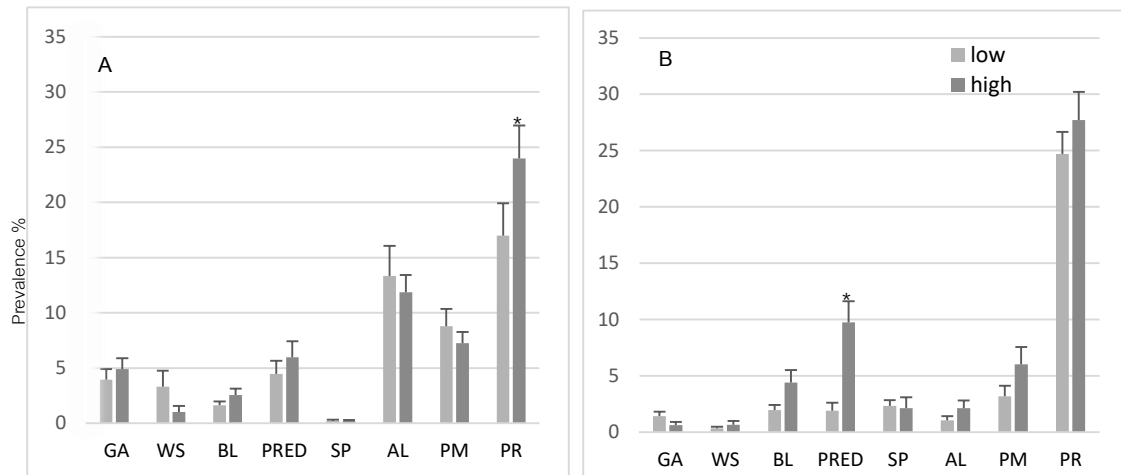 A
Prevalence %
35
30
25
20
15
10
5
0
*
GA WS BL PRED SP AL PM PR
B
low
high
35
30
25
20
15
10
5
0
*
GA WS BL PRED SP AL PM PR